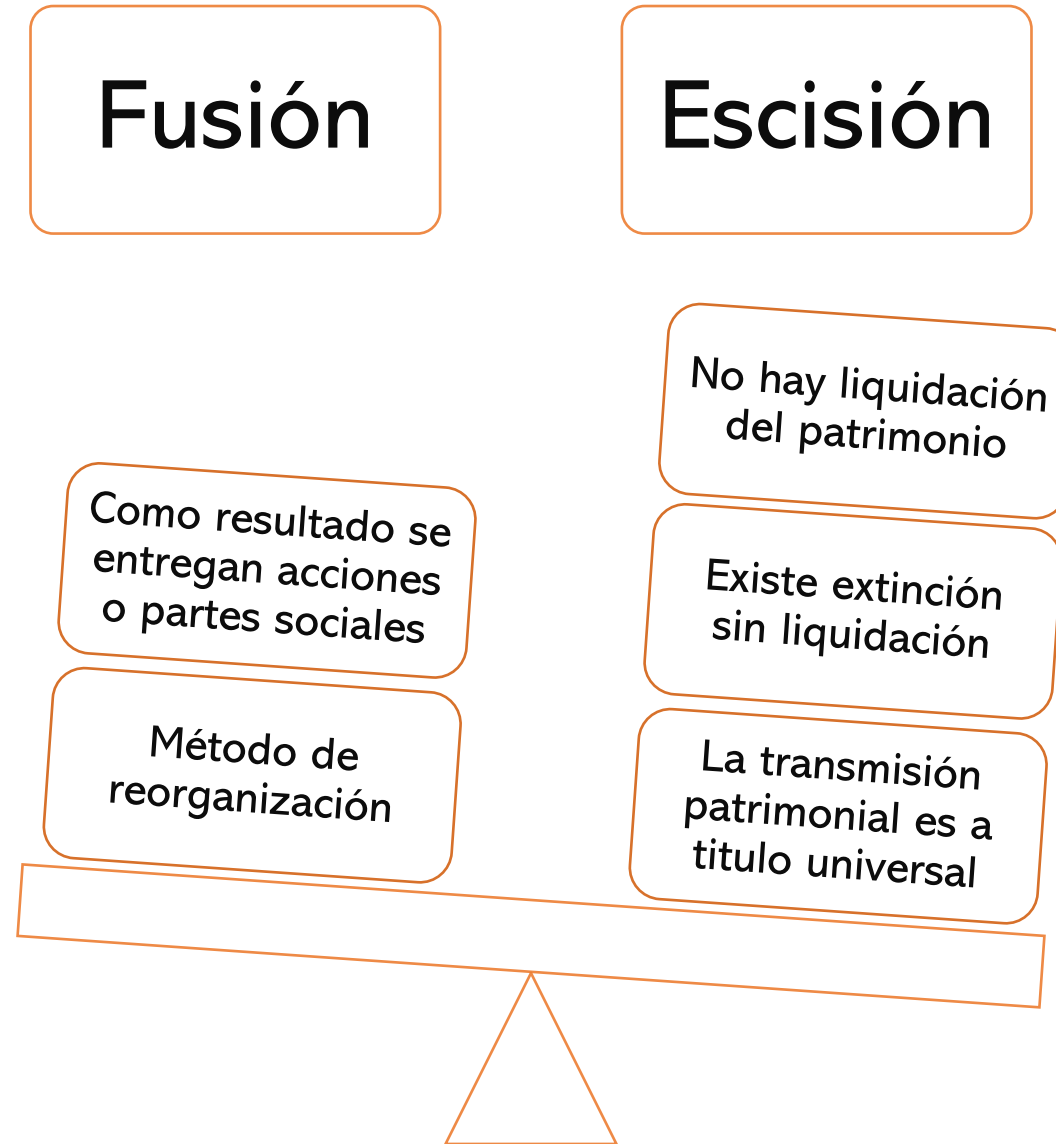 Fusión
Escisión
Como resultado se
entregan acciones
o partes sociales
Método de
reorganización
No hay liquidación
del patrimonio
Existe extinción
sin liquidación
La transmisión
patrimonial es a
titulo universal